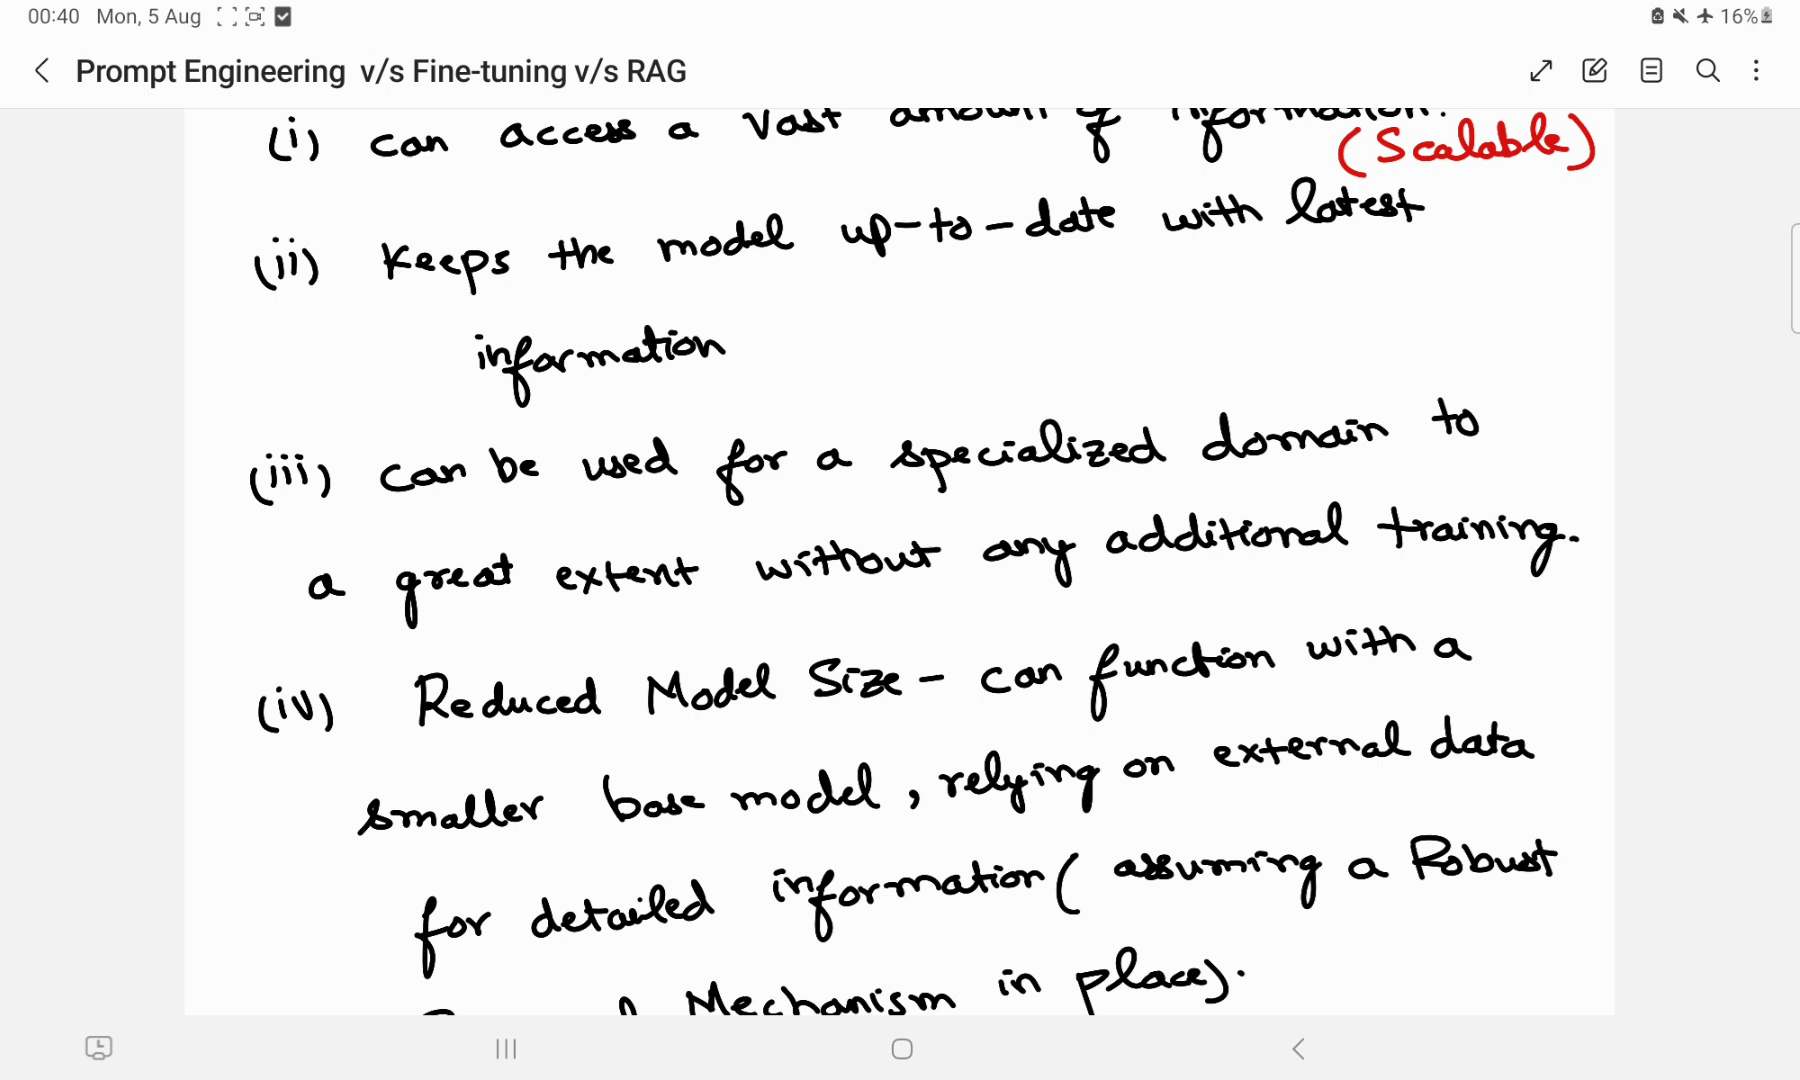 00:40 Mon, 5 Aug 16%
Prompt Engineering v/s Fine-tuning v/s RAG
(i) can access a vast amount of information.
(Scalable)
(ii) Keeps the model up-to-date with latest
information
(iii) can be used for a specialized domain to
a great extent without any additional training.
(iv) Reduced Model Size - can function with a
smaller base model, relying on external data
for detailed information ( assuming a Robust
Mechanism in place).